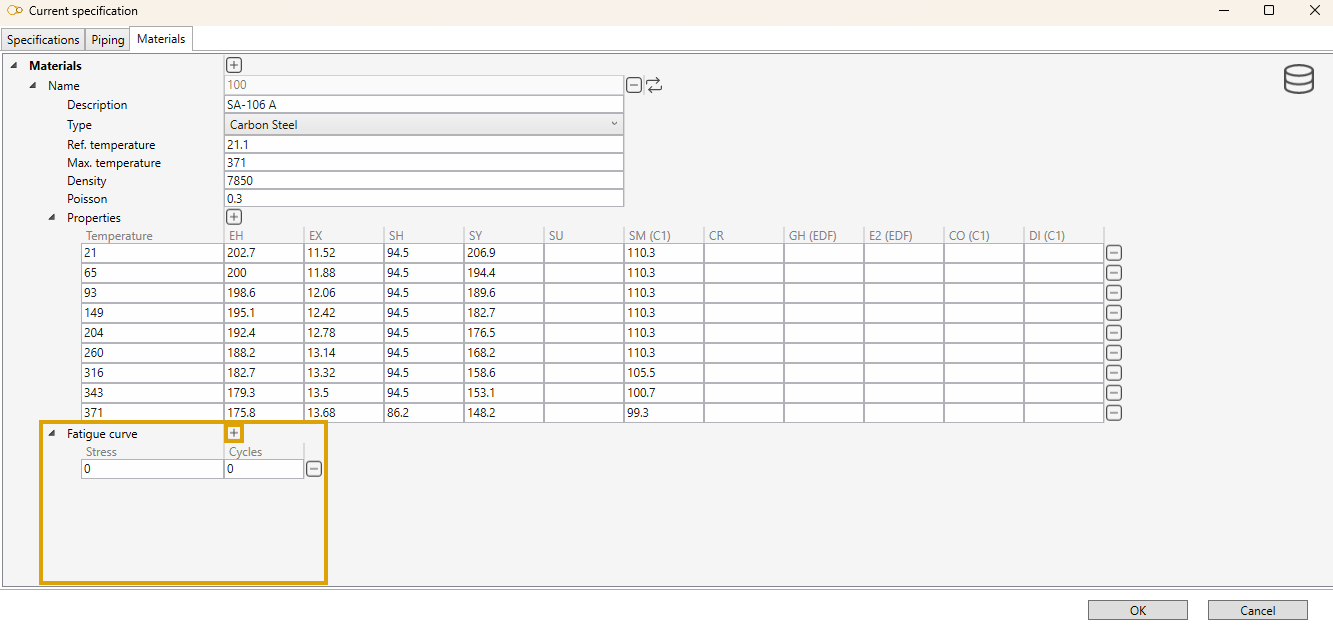 Current specification
Specifications Piping Materials
Materials
Name 100
Description SA-106 A
Type Carbon Steel
Ref. temperature 21.1
Max. temperature 371
Density 7850
Poisson 0.3
Properties
Temperature EH EX SH SY SU SM (C1) CR GH (EDF) E2 (EDF) CO (C1) DI (C1)
21 202.7 11.52 94.5 206.9 110.3
65 200 11.88 94.5 194.4 110.3
93 198.6 12.06 94.5 189.6 110.3
149 195.1 12.42 94.5 182.7 110.3
204 192.4 12.78 94.5 176.5 110.3
260 188.2 13.14 94.5 168.2 110.3
316 182.7 13.32 94.5 158.6 105.5
343 179.3 13.5 94.5 153.1 100.7
371 175.8 13.68 86.2 148.2 99.3
Fatigue curve
Stress Cycles
0 0
OK Cancel